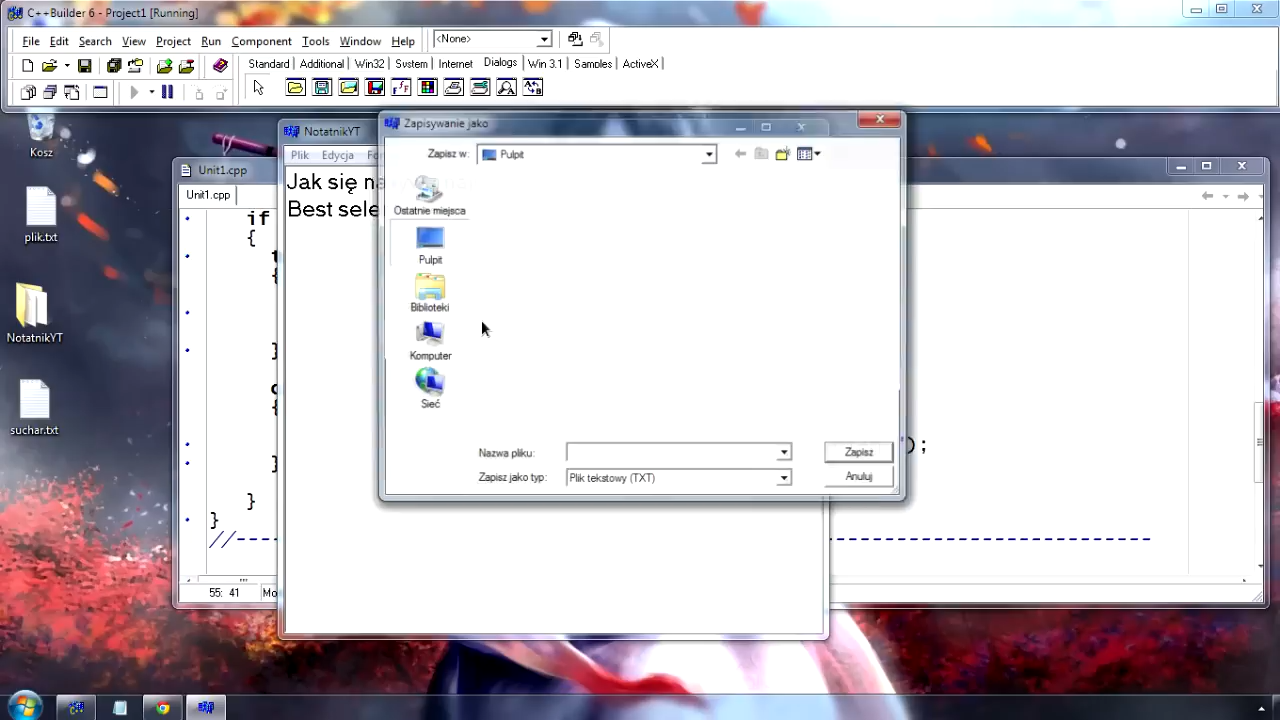 C++Builder 6 - Project1 [Running]
File Edit Search View Project Run Component Tools Window Help
<None>
Standard Additional Win32 System Internet Dialogs Win 3.1 Samples ActiveX
Kosz
plik.txt
NotatnikYT
suchar.txt
Unit1.cpp
Unit1.cpp
if
{
{
}
{
}
}
}
//
);
55: 41
NotatnikYT
Plik Edycja
Jak się
Best
Zapisywanie jako
Zapisz w: Pulpit
Ostatnie miejsca
Pulpit
Biblioteki
Komputer
Sieć
Nazwa pliku:
Zapisz
Zapisz jako typ: Plik tekstowy (TXT)
Anuluj